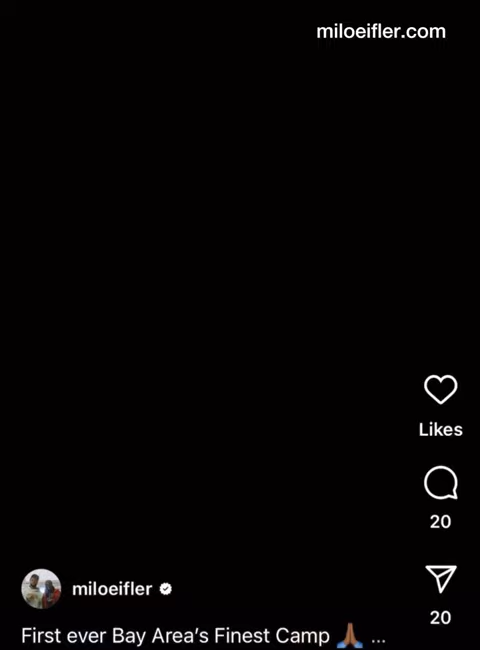 miloeifler.com
Likes
20
miloeifler
20
First ever Bay Area’s Finest Camp 🙏🏾 ...